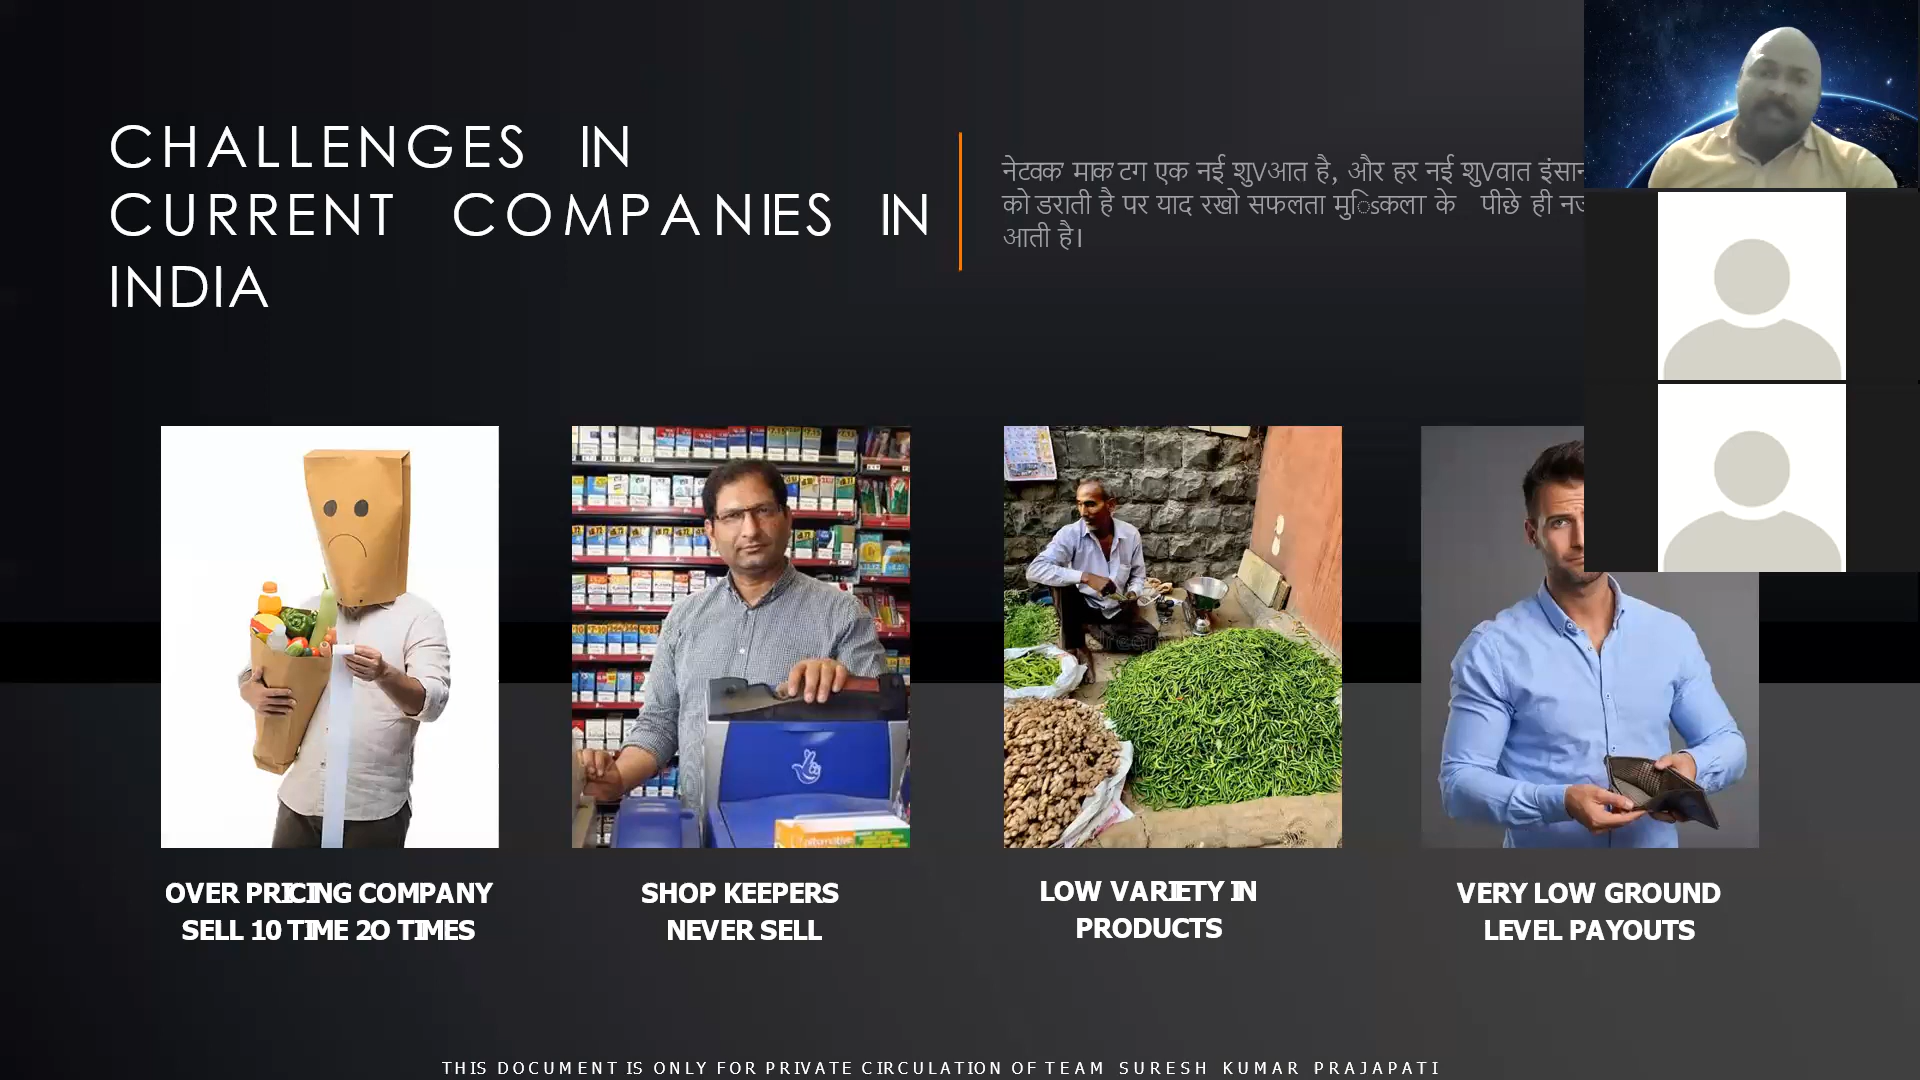 CHALLENGES IN
CURRENT COMPANIES IN
INDIA
एक नई शुVआत है, और हर नई शुVवात
को डराती है पर याद रखो सफलता के पीछे ही
आती है।
OVER PRICING COMPANY
SELL 10 TIME 20 TIMES
SHOP KEEPERS
NEVER SELL
LOW VARIETY IN
PRODUCTS
VERY LOW GROUND
LEVEL PAYOUTS
THIS DOCUMENT IS ONLY FOR PRIVATE CIRCULATION OF TEAM SURESH KUMAR PRAJAPATI